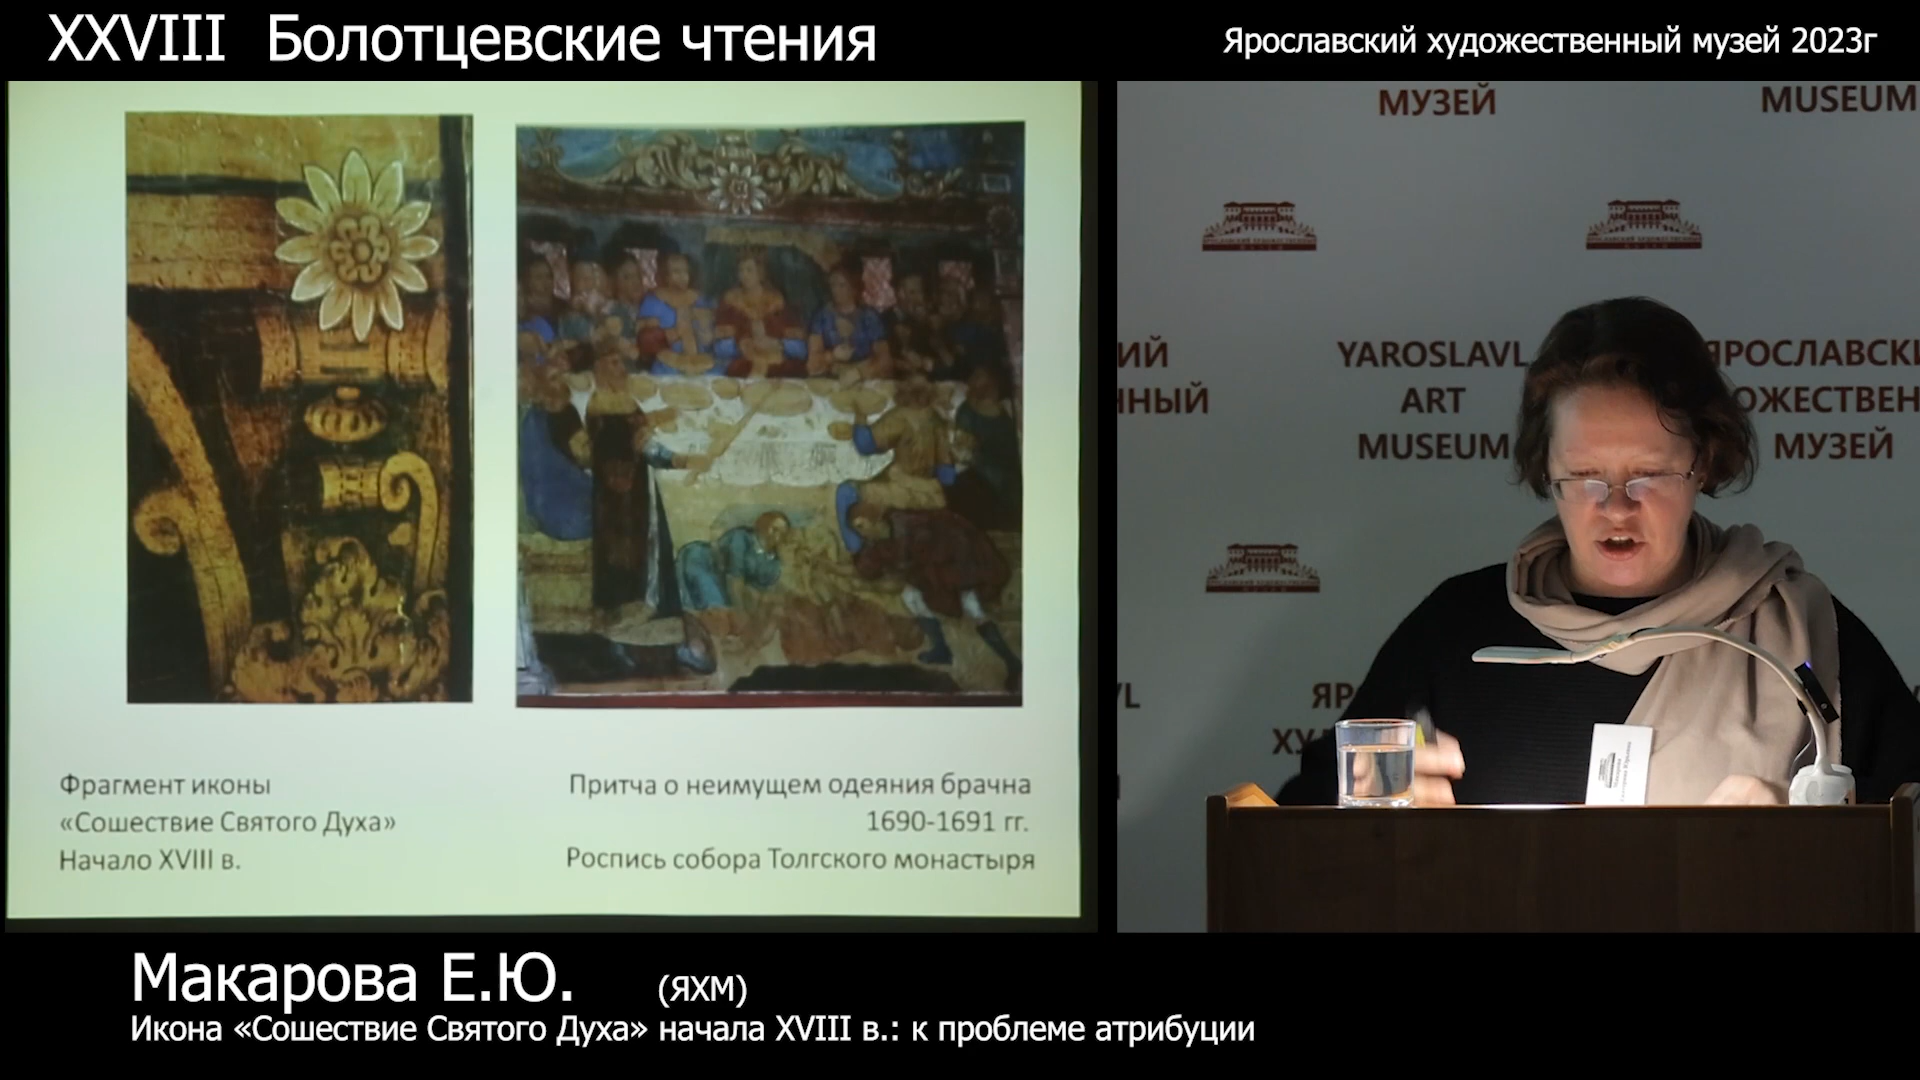 XXVIII Болотцевские чтения
Ярославский художественный музей 2023г
Фрагмент иконы
«Сошествие Святого Духа»
Начало XVIII в.
Притча о неимущем одеяния брачна
1690-1691 гг.
Роспись собора Толгского монастыря
МУЗЕЙ
MUSEUM
YAROSLAVL
ART
MUSEUM
МУЗЕЙ
Макарова Е.Ю. (ЯХМ)
Икона «Сошествие Святого Духа» начала XVIII в.: к проблеме атрибуции